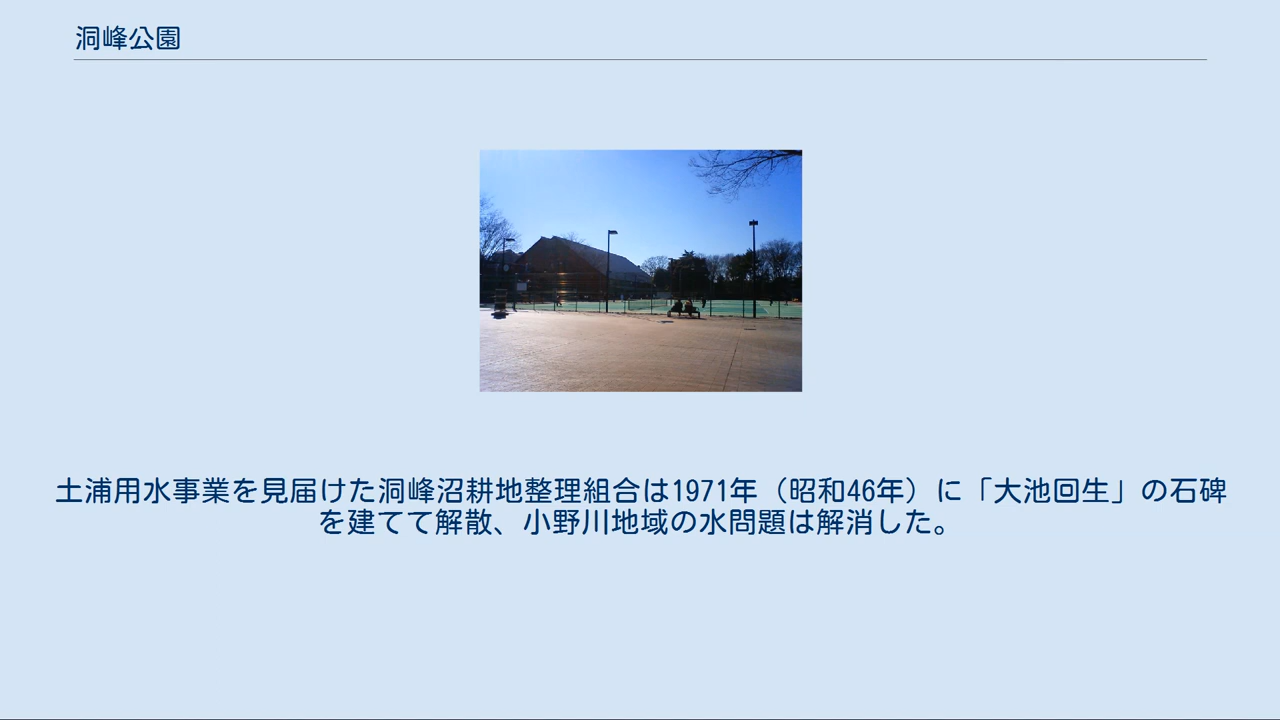 洞峰公園
土浦用水事業を見届けた洞峰沼耕地整理組合は1971年（昭和46年）に「大池回生」の石碑
を建てて解散、小野川地域の水問題は解消した。